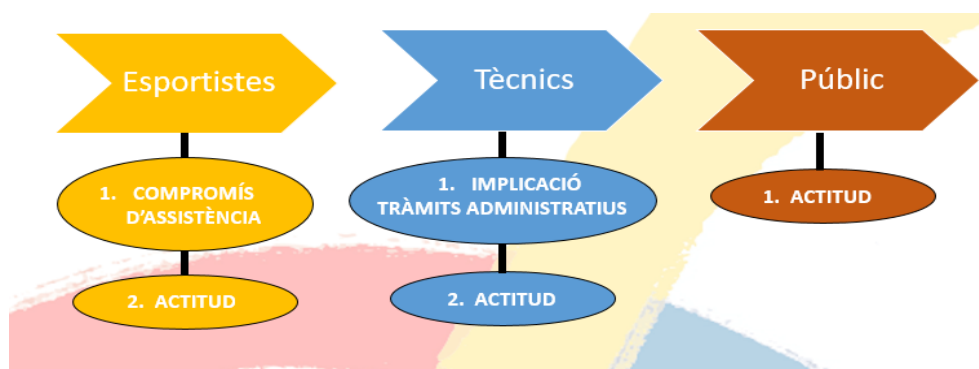 Esportistes
1. COMPROMÍS
D'ASSISTÈNCIA
2. ACTITUD
Tècnics
1. IMPLICACIÓ
TRÀMITS ADMINISTRATIUS
2. ACTITUD
Públic
1. ACTITUD